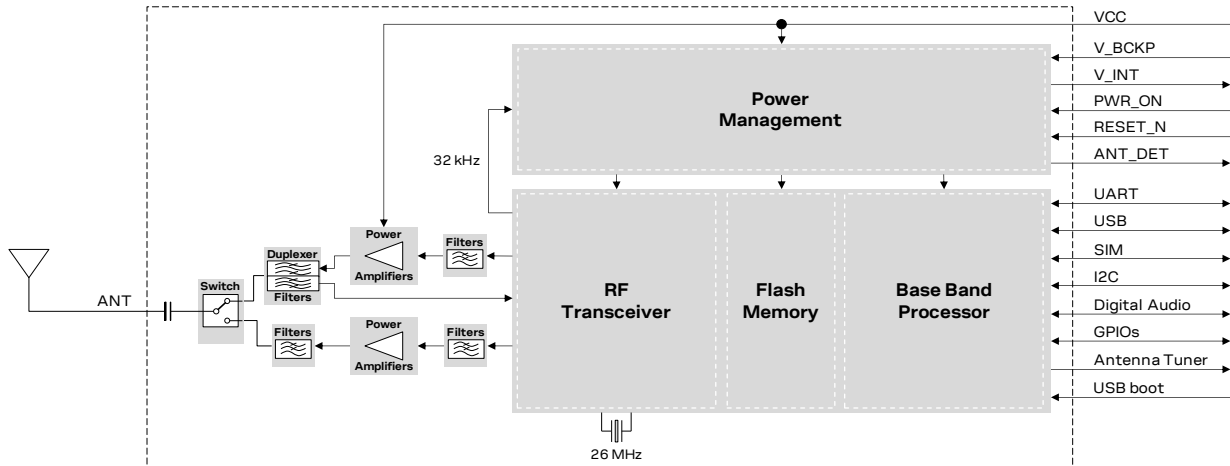 VCC
V_BCKP
V_INT
PWR_ON
RESET_N
ANT_DET
Power
Management
32 kHz
UART
USB
SIM
I2C
Digital Audio
GPIOs
Antenna Tuner
USB boot
ANT
Switch
Duplexer
Filters
Power
Amplifiers
Filters
Filters
Power
Amplifiers
Filters
RF
Transceiver
Flash
Memory
Base Band
Processor
26 MHz